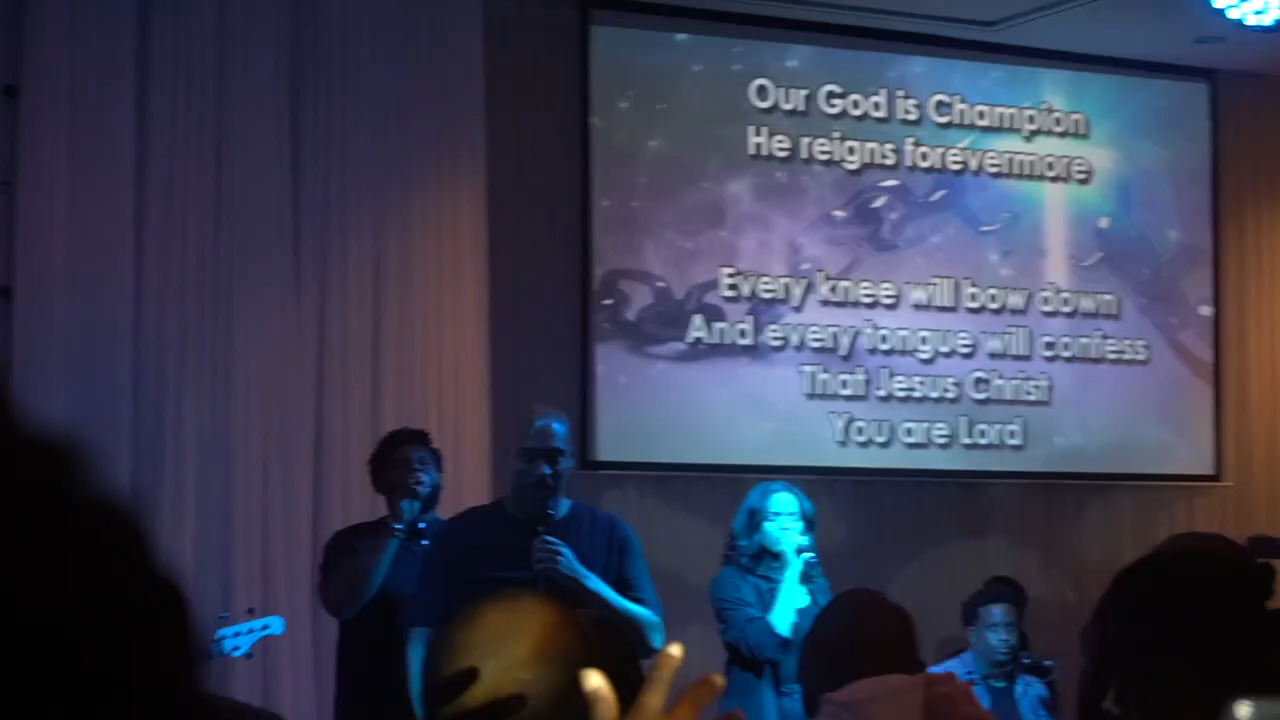 Our God is Champion
He reigns forevermore
Every knee will bow down
And every tongue will confess
That Jesus Christ
You are Lord